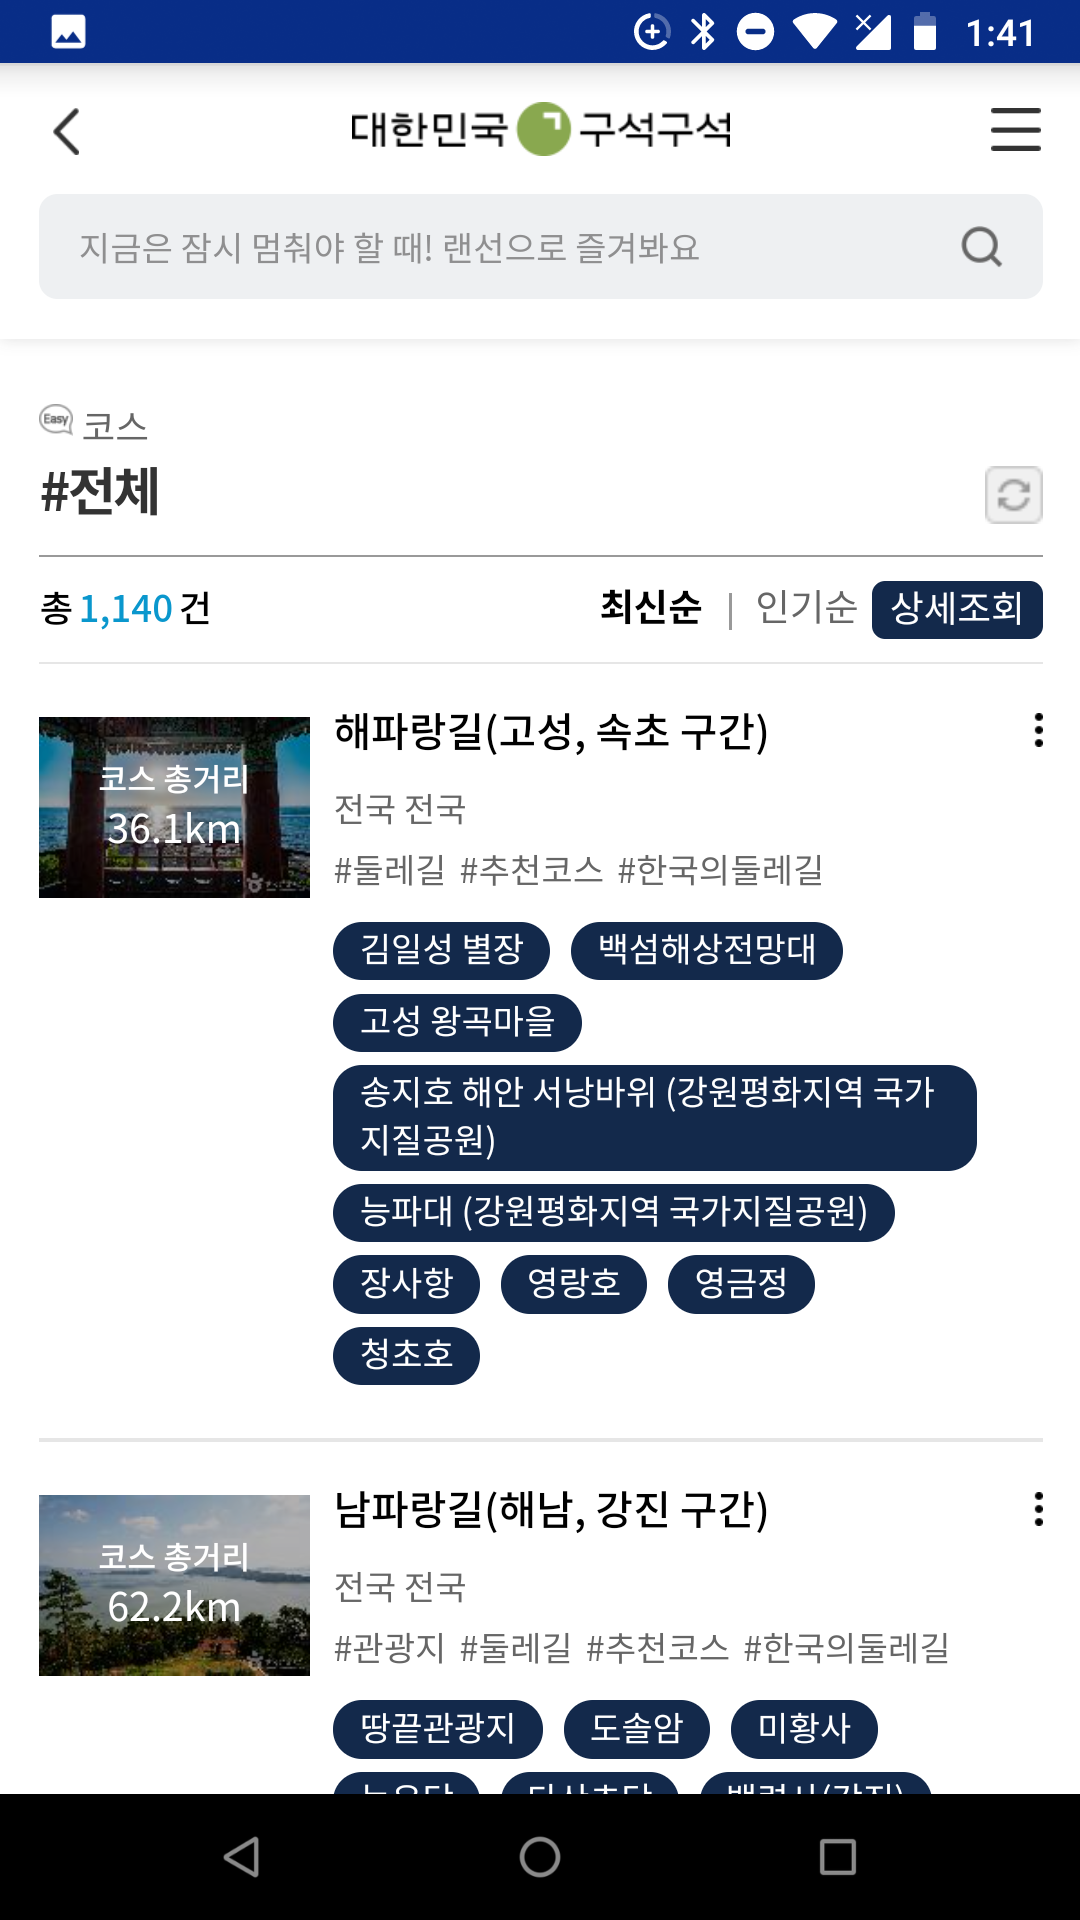 1:41
대한민국 구석구석
지금은 잠시 멈춰야 할 때! 랜선으로 즐겨봐요
Easy 코스
#전체
총 1,140 건
최신순 | 인기순 상세조회
해파랑길(고성, 속초 구간)
코스 총거리
36.1km
전국 전국
#둘레길 #추천코스 #한국의둘레길
김일성 별장 백섬해상전망대
고성 왕곡마을
송지호 해안 서낭바위 (강원평화지역 국가
지질공원)
능파대 (강원평화지역 국가지질공원)
장사항 영랑호 영금정
청초호
남파랑길(해남, 강진 구간)
코스 총거리
62.2km
전국 전국
#관광지 #둘레길 #추천코스 #한국의둘레길
땅끝관광지 도솔암 미황사